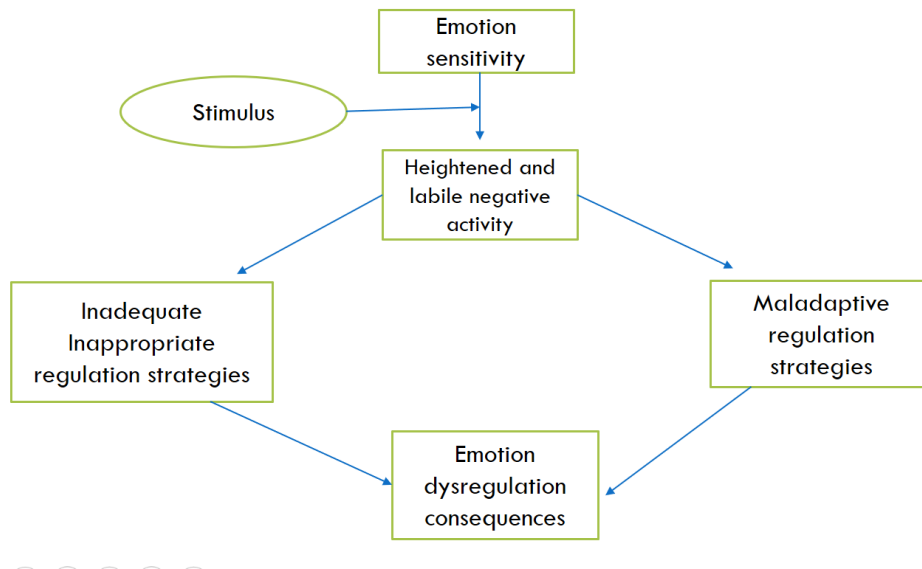 Emotion
sensitivity
Stimulus
Heightened and
labile negative
activity
Inadequate
Inappropriate
regulation strategies
Maladaptive
regulation
strategies
Emotion
dysregulation
consequences